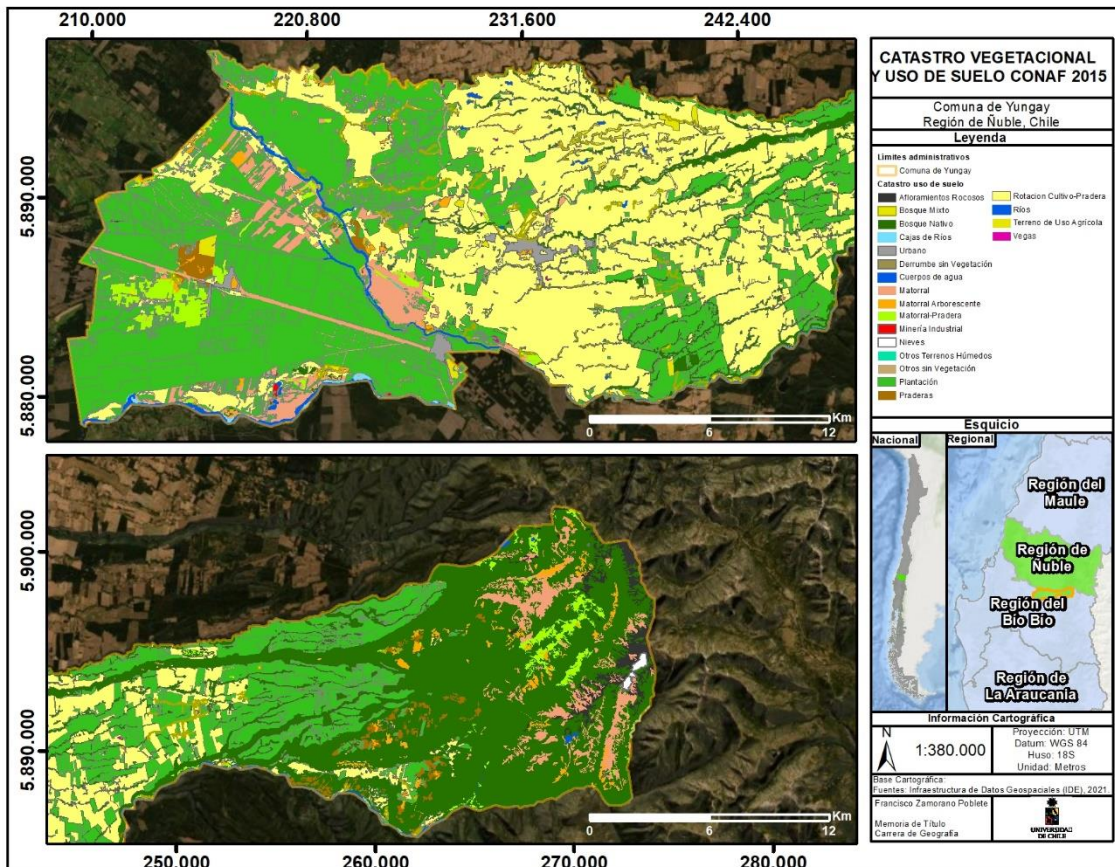 210.000 220.800 231.600 242.400
5.890.000
5.880.000
Km
0 6 12
5.900.000
5.890.000
Km
0 6 12
250.000 260.000 270.000 280.000
CATASTRO VEGETACIONAL
Y USO DE SUELO CONAF 2015
Comuna de Yungay
Región de Ñuble, Chile
Leyenda
Límites administrativos
Comuna de Yungay
Catastro uso de suelo
Afloramientos Rocosos
Bosque Mixto
Bosque Nativo
Cajas de Ríos
Urbano
Derrumbe sin Vegetación
Cuerpos de agua
Matorral
Matorral Arborescente
Matorral-Pradera
Minería Industrial
Nieves
Otros Terrenos Húmedos
Otros sin Vegetación
Plantación
Praderas
Rotacion Cultivo-Pradera
Ríos
Terreno de Uso Agrícola
Vegas
Esquicio
Nacional
Regional
Región del
Maule
Región de
Ñuble
Región del
Bío Bío
Región de
La Araucanía
Información Cartográfica
N
1:380.000
Proyección: UTM
Datum: WGS 84
Huso: 18S
Unidad: Metros
Base Cartográfica:
Fuentes: Infraestructura de Datos Geospaciales (IDE), 2021.
Francisco Zamorano Poblete
Memoria de Título
Carrera de Geografía
UNIVERSIDAD
DE CHILE